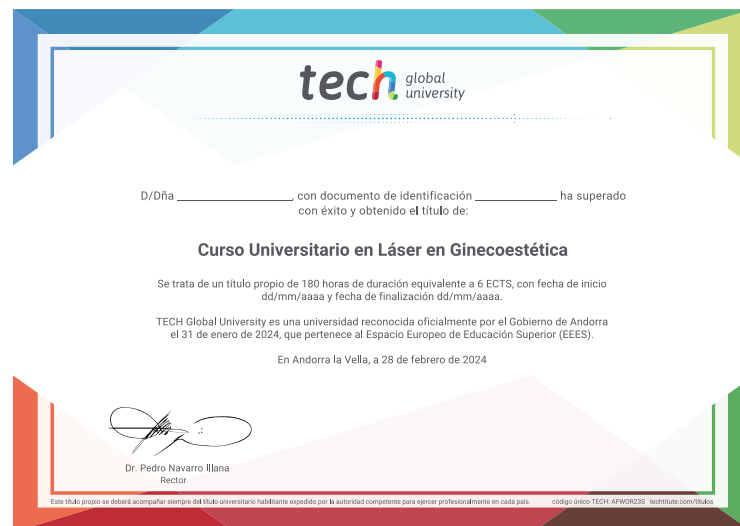 tech global university
D/Dña ______________, con documento de identificación ______________ ha superado
con éxito y obtenido el título de:
Curso Universitario en Láser en Ginecoestética
Se trata de un título propio de 180 horas de duración equivalente a 6 ECTS, con fecha de inicio
dd/mm/aaaa y fecha de finalización dd/mm/aaaa.
TECH Global University es una universidad reconocida oficialmente por el Gobierno de Andorra
el 31 de enero de 2024, que pertenece al Espacio Europeo de Educación Superior (EEES).
En Andorra la Vella, a 28 de febrero de 2024
Dr. Pedro Navarro Illana
Rector
Este título propio se deberá acompañar siempre del título universitario habilitante expedido por la autoridad competente para ejercer profesionalmente en cada país. código único TECH: AFWOR23S techtitute.com/titulos